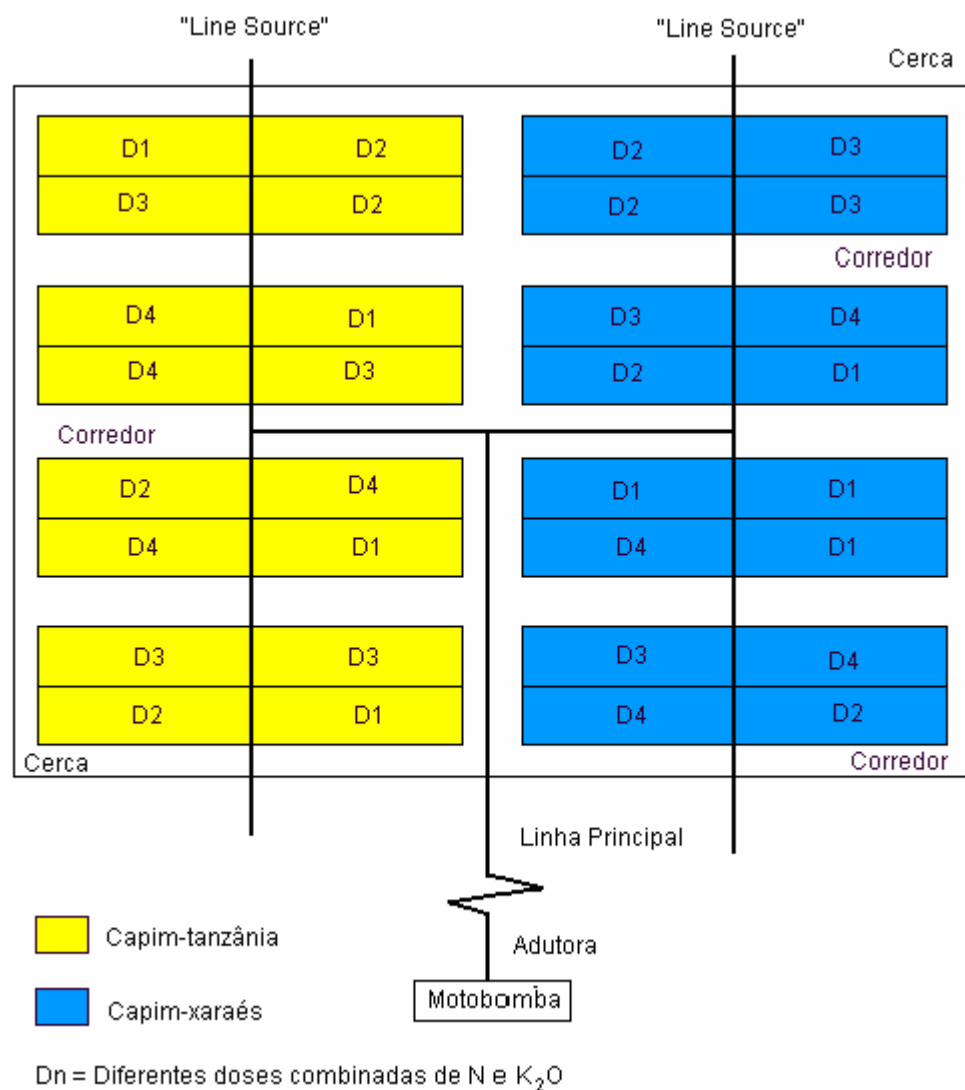 "Line Source" "Line Source"
Cerca
D1 D2 D2 D3
D3 D2 D2 D3
Corredor
D4 D1 D3 D4
D4 D3 D2 D1
Corredor
D2 D4 D1 D1
D4 D1 D4 D1
D3 D3 D3 D4
D2 D1 D4 D2
Cerca Corredor
Linha Principal
Capim-tanzânia
Adutora
Motobomba
Capim-xaraés
Dn = Diferentes doses combinadas de N e K₂O